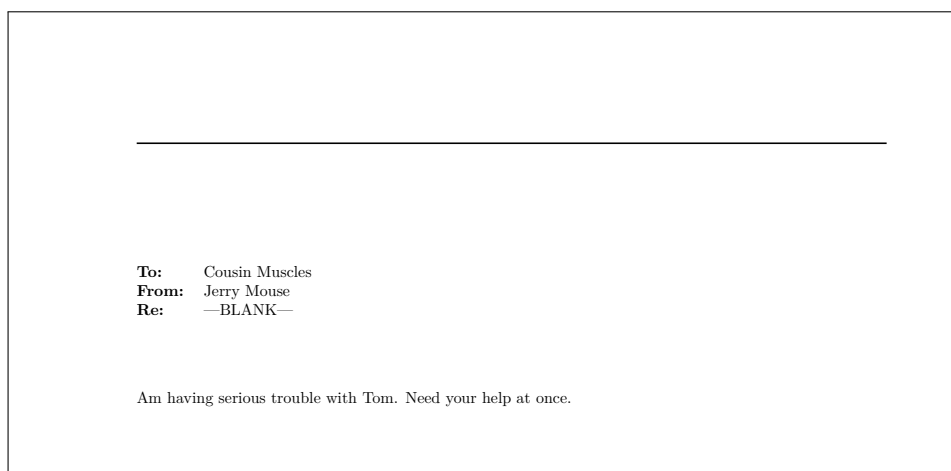 To: Cousin Muscles
From: Jerry Mouse
Re: —BLANK—
Am having serious trouble with Tom. Need your help at once.